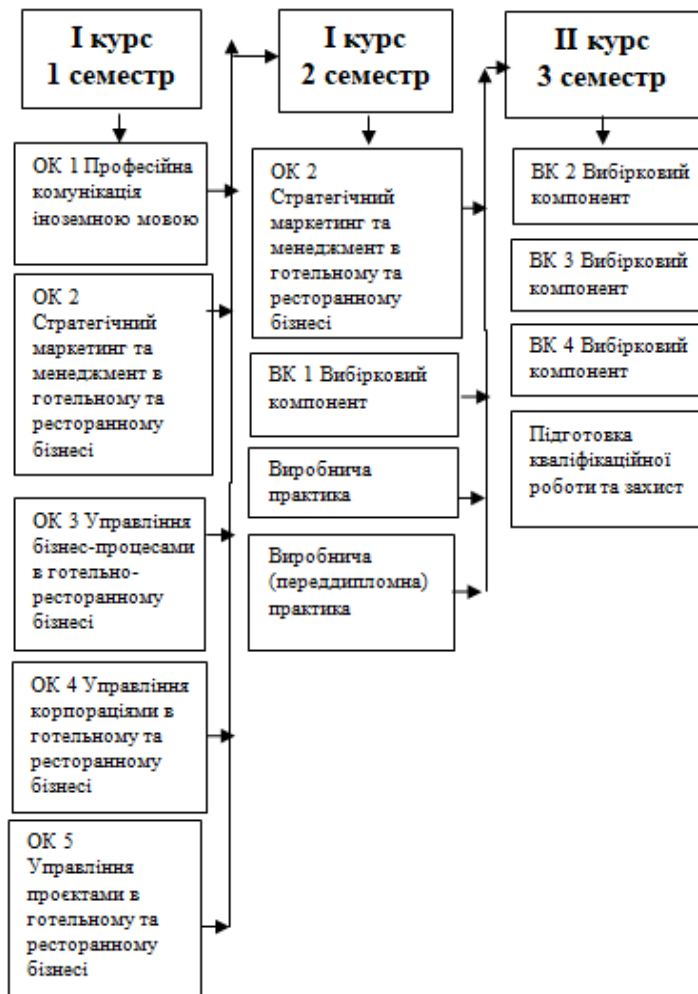 І курс
1 семестр
ОК 1 Професійна
комунікація
іноземною мовою
ОК 2
Стратегічний
маркетинг та
менеджмент в
готельному та
ресторанному
бізнесі
ОК 3 Управління
бізнес-процесами
в готельно-
ресторанному
бізнесі
ОК 4 Управління
корпораціями в
готельному та
ресторанному
бізнесі
ОК 5
Управління
проєктами в
готельному та
ресторанному
бізнесі
І курс
2 семестр
ОК 2
Стратегічний
маркетинг та
менеджмент в
готельному та
ресторанному
бізнесі
ВК 1 Вибірковий
компонент
Виробнича
практика
Виробнича
(переддипломна)
практика
ІІ курс
3 семестр
ВК 2 Вибірковий
компонент
ВК 3 Вибірковий
компонент
ВК 4 Вибірковий
компонент
Підготовка
кваліфікаційної
роботи та захист